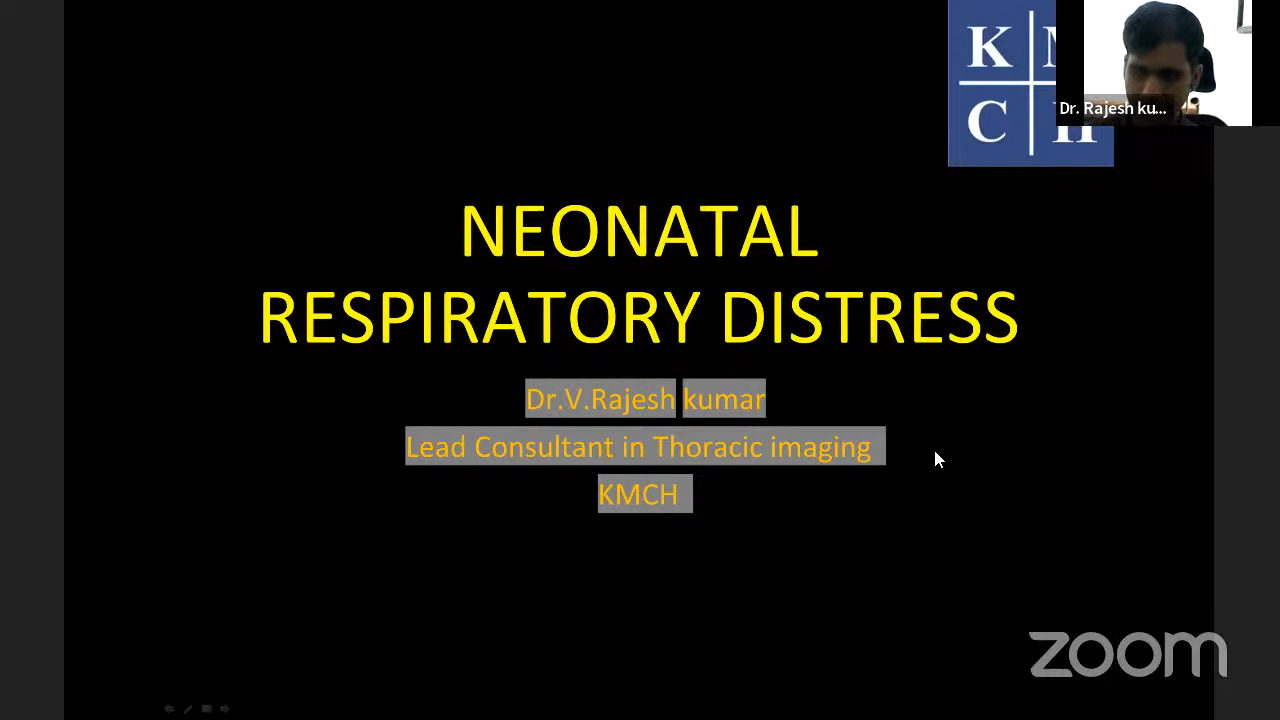 K
C
Dr. Rajesh ku...
NEONATAL
RESPIRATORY DISTRESS
Dr.V.Rajesh kumar
Lead Consultant in Thoracic imaging
KMCH
zoom